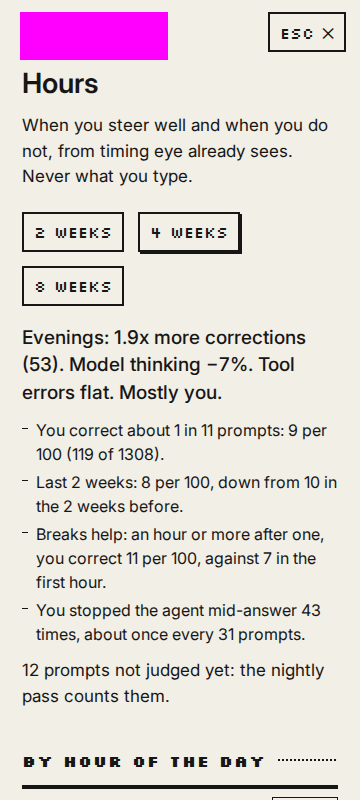 ESC ×
Hours
When you steer well and when you do
not, from timing eye already sees.
Never what you type.
2 WEEKS
4 WEEKS
8 WEEKS
Evenings: 1.9x more corrections
(53). Model thinking −7%. Tool
errors flat. Mostly you.
– You correct about 1 in 11 prompts: 9 per
100 (119 of 1308).
– Last 2 weeks: 8 per 100, down from 10 in
the 2 weeks before.
– Breaks help: an hour or more after one,
you correct 11 per 100, against 7 in the
first hour.
– You stopped the agent mid-answer 43
times, about once every 31 prompts.
12 prompts not judged yet: the nightly
pass counts them.
BY HOUR OF THE DAY